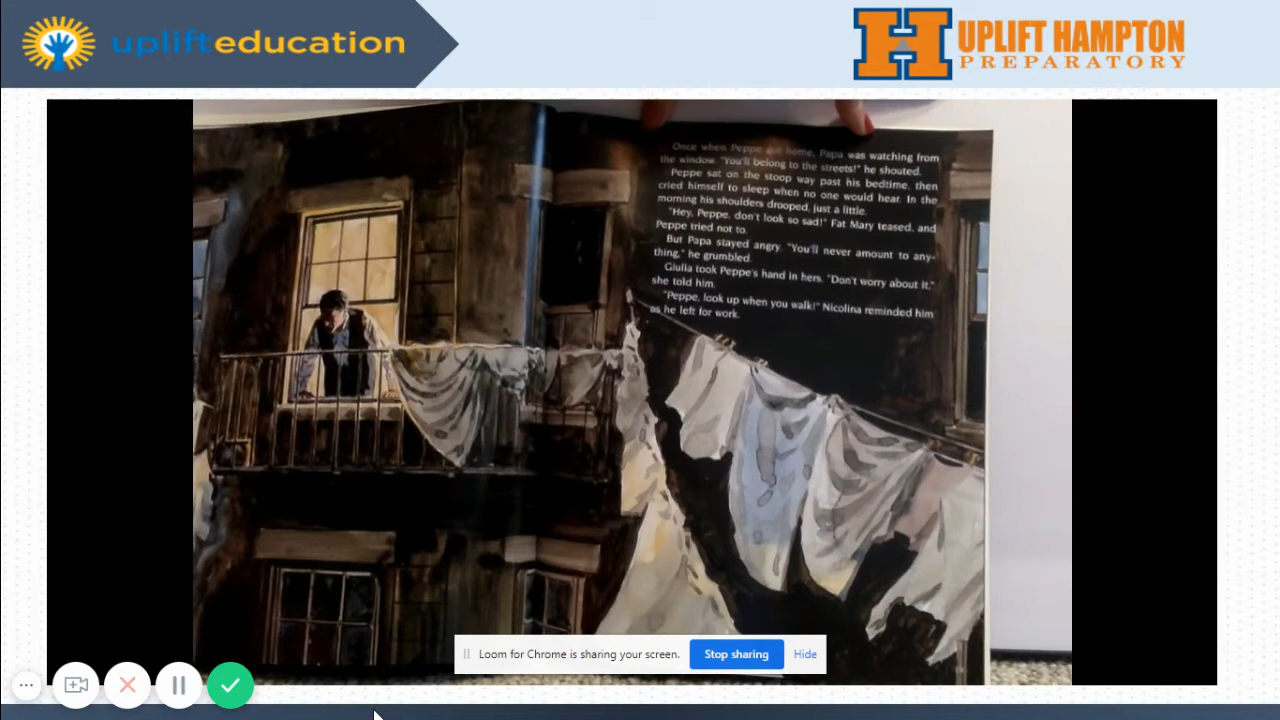 uplifteducation
H UPLIFT HAMPTON
PREPARATORY
Once when Peppe got home, Papa was watching from
the window. "You'll belong to the streets!" he shouted.
Peppe sat on the stoop way past his bedtime, then
cried himself to sleep when no one would hear. In the
morning his shoulders drooped, just a little.
"Hey, Peppe, don't look so sad!" Fat Mary teased, and
Peppe tried not to.
But Papa stayed angry. "You'll never amount to any-
thing," he grumbled.
Giulia took Peppe's hand in hers. "Don't worry about it,"
she told him.
"Peppe, look up when you walk!" Nicolina reminded him
as he left for work.
Loom for Chrome is sharing your screen.
Stop sharing
Hide